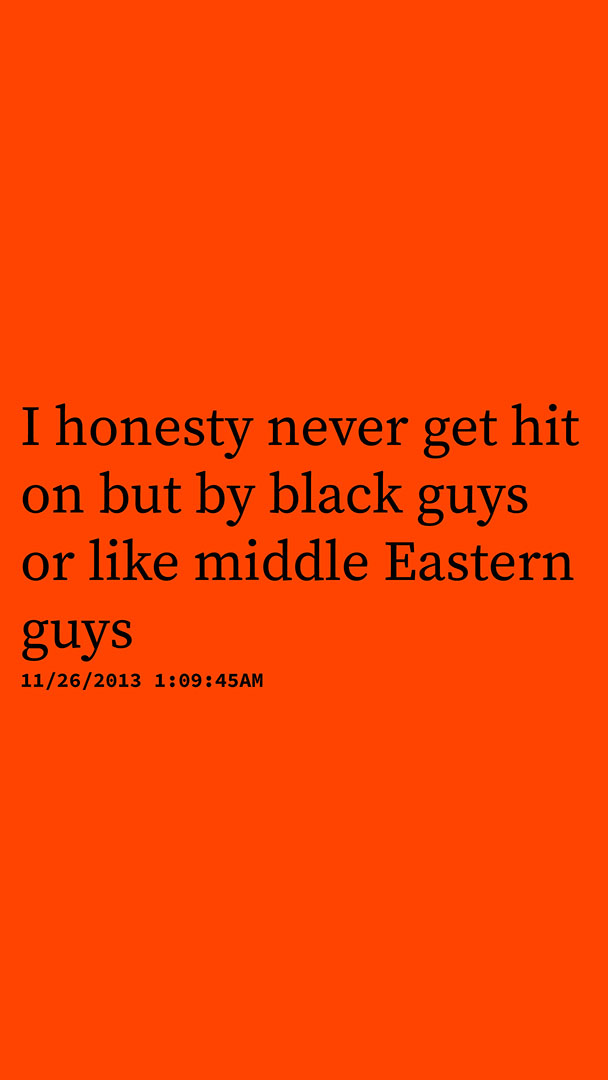 I honesty never get hit
on but by black guys
or like middle Eastern
guys
11/26/2013 1:09:45AM